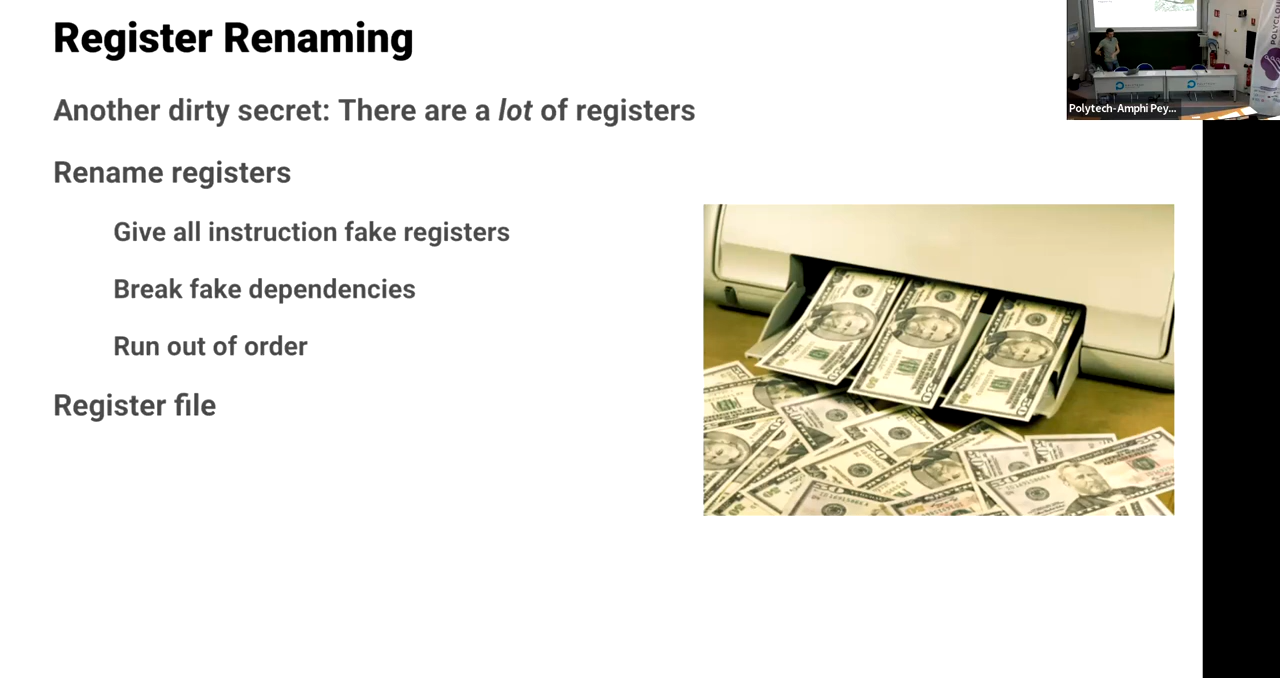 Register Renaming
Another dirty secret: There are a lot of registers
Rename registers
Give all instruction fake registers
Break fake dependencies
Run out of order
Register file
Polytech-Amphi Pey...